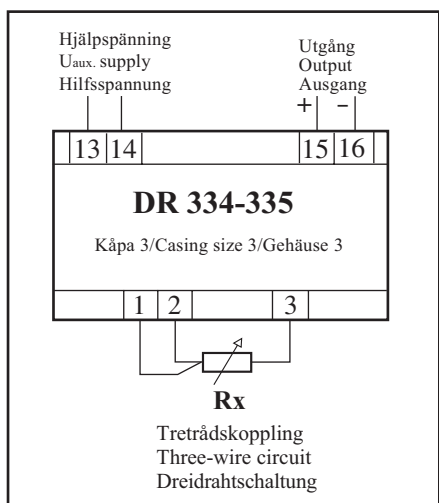 Hjälpspänning
Uaux. supply
Hilfsspannung
Utgång
Output
Ausgang
+ −
13 14 15 16
DR 334-335
Kåpa 3/Casing size 3/Gehäuse 3
1 2 3
Rx
Tretrådskoppling
Three-wire circuit
Dreidrahtschaltung